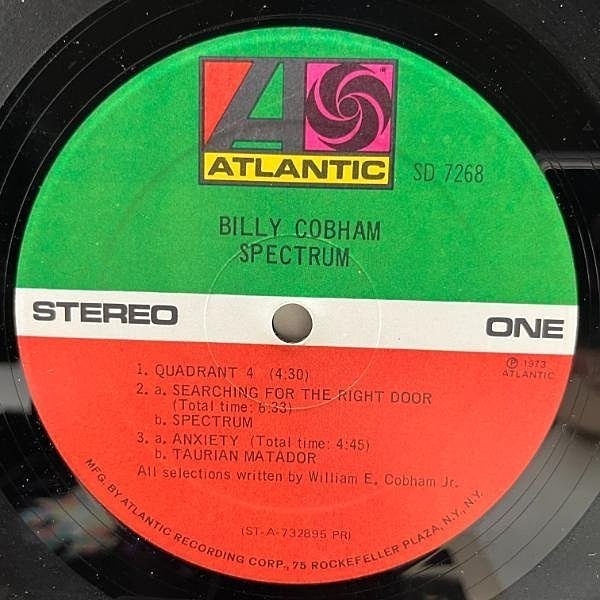 ATLANTIC
SD 7268
BILLY COBHAM
SPECTRUM
STEREO
ONE
Ⓟ 1973
ATLANTIC
1. QUADRANT 4 (4:30)
2. a. SEARCHING FOR THE RIGHT DOOR
(Total time: 6:33)
b. SPECTRUM
3. a. ANXIETY (Total time: 4:45)
b. TAURIAN MATADOR
All selections written by William E. Cobham Jr.
(ST-A-732895 PR)
MFG. BY ATLANTIC RECORDING CORP., 75 ROCKEFELLER PLAZA, N.Y., N.Y.